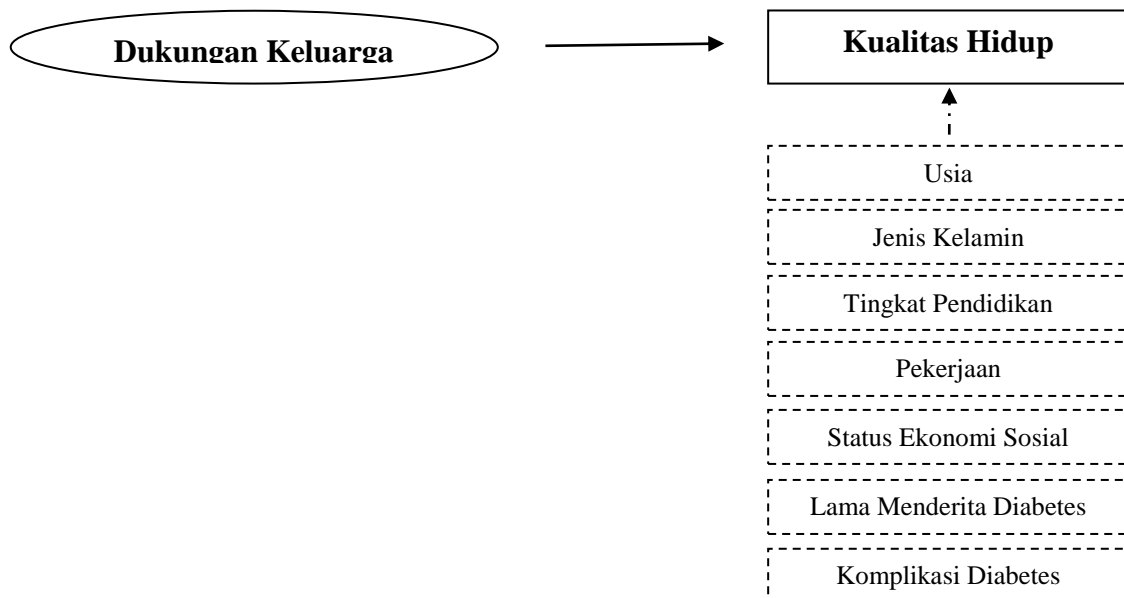 Dukungan Keluarga
Kualitas Hidup
Usia
Jenis Kelamin
Tingkat Pendidikan
Pekerjaan
Status Ekonomi Sosial
Lama Menderita Diabetes
Komplikasi Diabetes